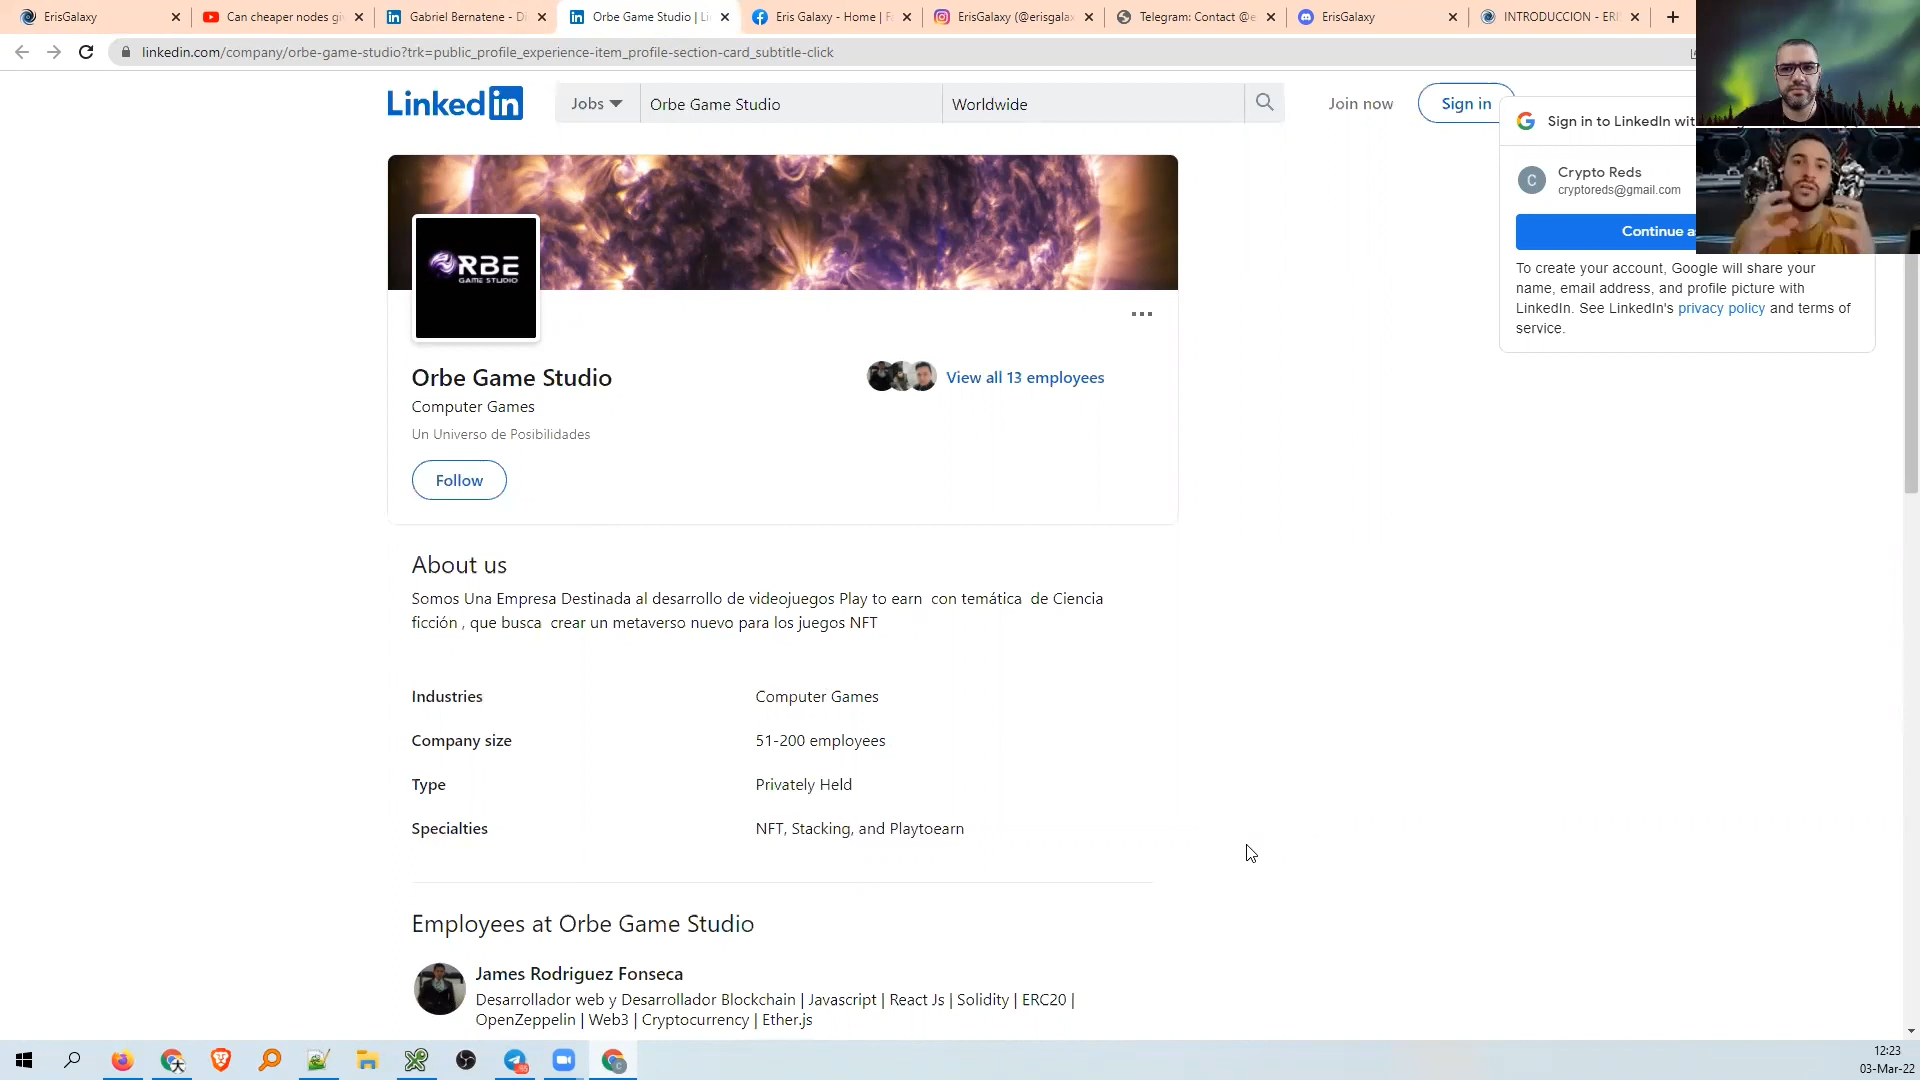 ErisGalaxy
Can cheaper nodes gi
Gabriel Bernatene - Di
Orbe Game Studio | Li
Eris Galaxy - Home | F
ErisGalaxy (@erisgala
Telegram: Contact @e
ErisGalaxy
INTRODUCCION - ERI
linkedin.com/company/orbe-game-studio?trk=public_profile_experience-item_profile-section-card_subtitle-click
Linked in
Jobs
Orbe Game Studio
Worldwide
Join now
Sign in
Sign in to LinkedIn wit
C
Crypto Reds
cryptoreds@gmail.com
Continue a
To create your account, Google will share your
name, email address, and profile picture with
LinkedIn. See LinkedIn's privacy policy and terms of
service.
ORBE
GAME STUDIO
Orbe Game Studio
View all 13 employees
Computer Games
Un Universo de Posibilidades
Follow
About us
Somos Una Empresa Destinada al desarrollo de videojuegos Play to earn con temática de Ciencia
ficción , que busca crear un metaverso nuevo para los juegos NFT
Industries
Computer Games
Company size
51-200 employees
Type
Privately Held
Specialties
NFT, Stacking, and Playtoearn
Employees at Orbe Game Studio
James Rodriguez Fonseca
Desarrollador web y Desarrollador Blockchain | Javascript | React Js | Solidity | ERC20 |
OpenZeppelin | Web3 | Cryptocurrency | Ether.js
12:23
03-Mar-22